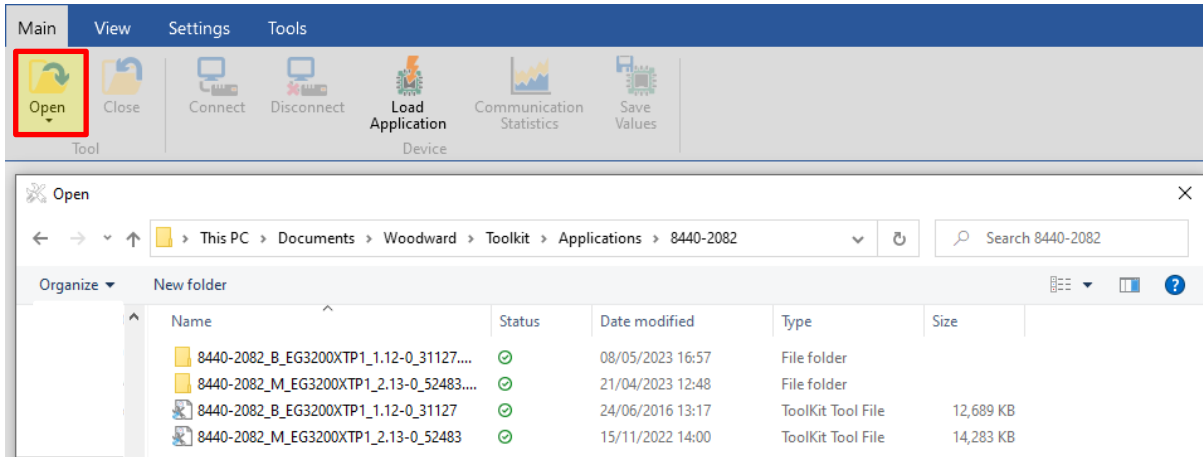 Main View Settings Tools
Open Close Connect Disconnect Load Application Communication Statistics Save Values
Tool Device
Open
This PC > Documents > Woodward > Toolkit > Applications > 8440-2082 Search 8440-2082
Organize New folder
Name Status Date modified Type Size
8440-2082_B_EG3200XTP1_1.12-0_31127.... 08/05/2023 16:57 File folder
8440-2082_M_EG3200XTP1_2.13-0_52483.... 21/04/2023 12:48 File folder
8440-2082_B_EG3200XTP1_1.12-0_31127 24/06/2016 13:17 ToolKit Tool File 12,689 KB
8440-2082_M_EG3200XTP1_2.13-0_52483 15/11/2022 14:00 ToolKit Tool File 14,283 KB